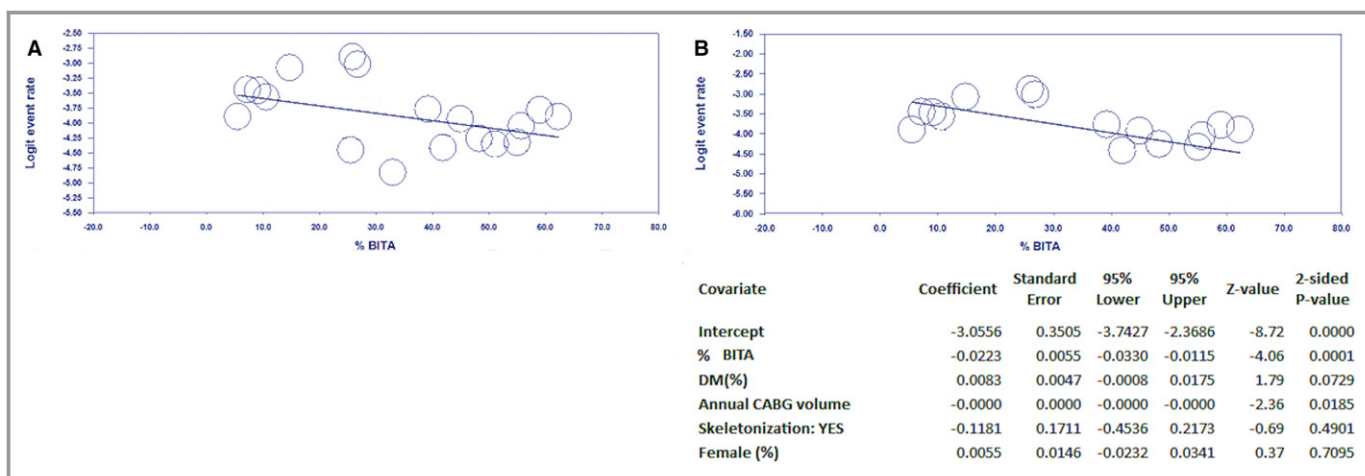 A
Logit event rate
-2.50
-2.75
-3.00
-3.25
-3.50
-3.75
-4.00
-4.25
-4.50
-4.75
-5.00
-5.25
-5.50
-20.0 -10.0 0.0 10.0 20.0 30.0 40.0 50.0 60.0 70.0 80.0
% BITA
B
Logit event rate
-1.50
-2.00
-2.50
-3.00
-3.50
-4.00
-4.50
-5.00
-5.50
-6.00
-20.0 -10.0 0.0 10.0 20.0 30.0 40.0 50.0 60.0 70.0 80.0
% BITA
Covariate Coefficient Standard Error 95% Lower 95% Upper Z-value 2-sided P-value
Intercept -3.0556 0.3505 -3.7427 -2.3686 -8.72 0.0000
% BITA -0.0223 0.0055 -0.0330 -0.0115 -4.06 0.0001
DM(%) 0.0083 0.0047 -0.0008 0.0175 1.79 0.0729
Annual CABG volume -0.0000 0.0000 -0.0000 -0.0000 -2.36 0.0185
Skeletonization: YES -0.1181 0.1711 -0.4536 0.2173 -0.69 0.4901
Female (%) 0.0055 0.0146 -0.0232 0.0341 0.37 0.7095